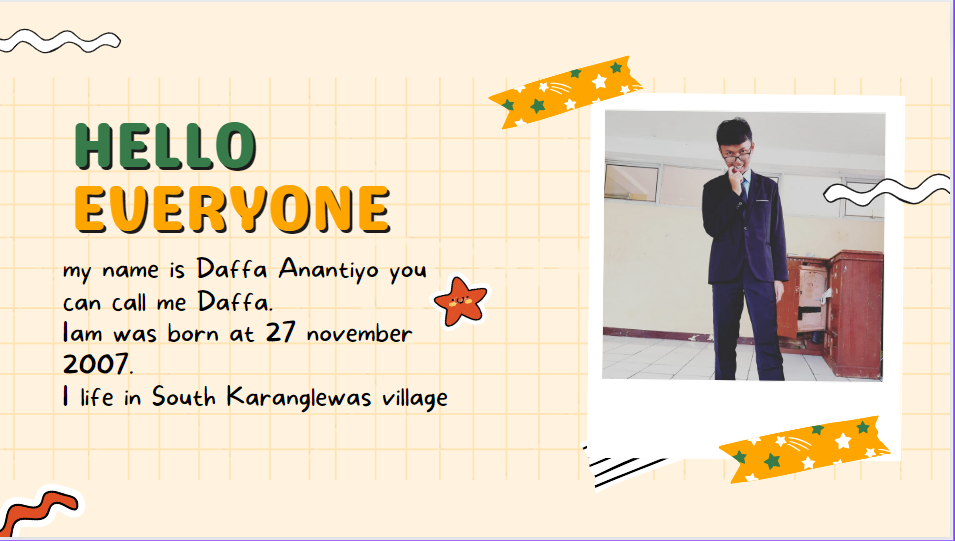 HELLO
EVERYONE
my name is Daffa Anantiyo you
can call me Daffa.
Iam was born at 27 november
2007.
I life in South Karanglewas village